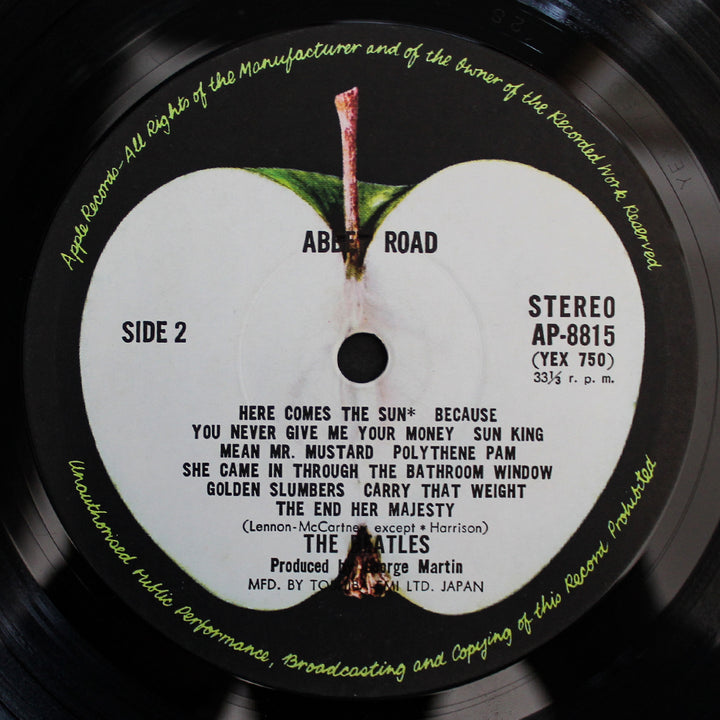 Apple Records-All Rights of the Manufacturer and of the Owner of the Recorded Work Reserved
ABBEY ROAD
SIDE 2
STEREO
AP-8815
(YEX 750)
33⅓ r. p. m.
HERE COMES THE SUN* BECAUSE
YOU NEVER GIVE ME YOUR MONEY SUN KING
MEAN MR. MUSTARD POLYTHENE PAM
SHE CAME IN THROUGH THE BATHROOM WINDOW
GOLDEN SLUMBERS CARRY THAT WEIGHT
THE END HER MAJESTY
(Lennon-McCartney except * Harrison)
THE BEATLES
Produced by George Martin
MFD. BY TOSHIBA EMI LTD. JAPAN
Unauthorised Public Performance, Broadcasting and Copying of this Record Prohibited